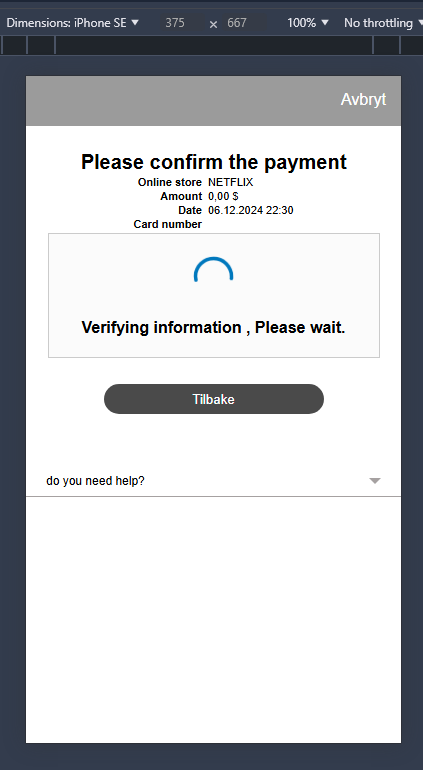 Dimensions: iPhone SE 375 × 667 100% No throttling
Avbryt
Please confirm the payment
Online store NETFLIX
Amount 0,00 $
Date 06.12.2024 22:30
Card number
Verifying information , Please wait.
Tilbake
do you need help?